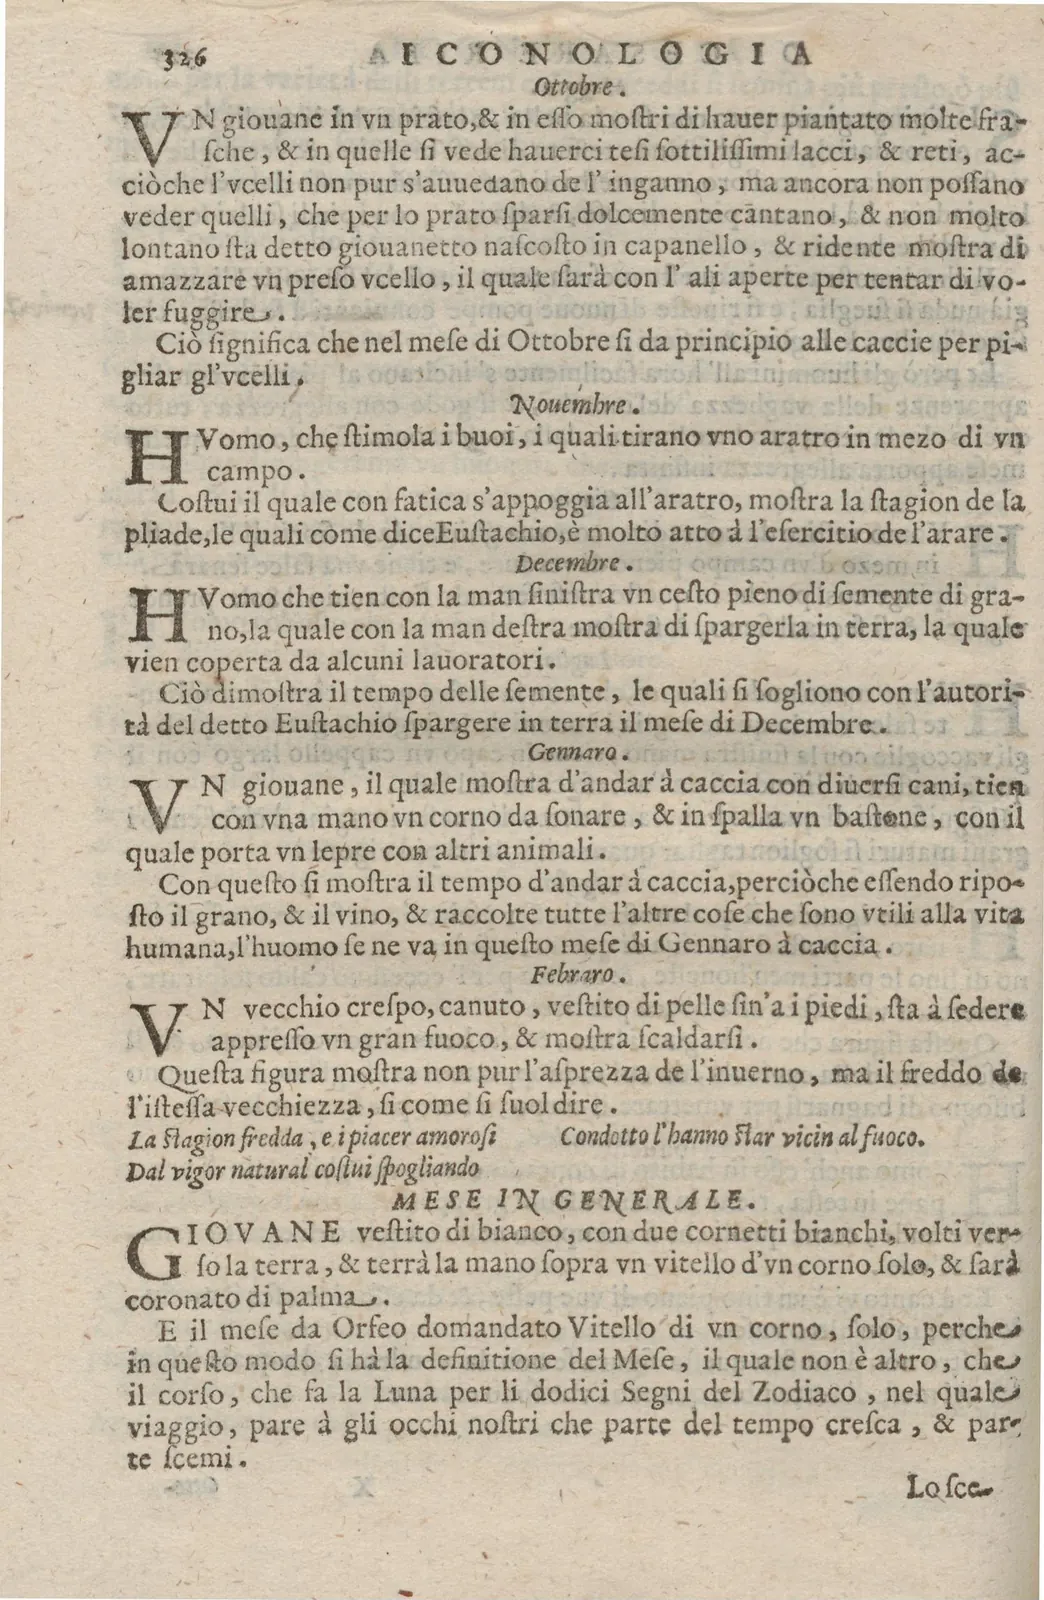 326 ICONOLOGIA
Ottobre.
VN giouane in vn prato,& in eſſo moſtri di hauer piantato molte fra-
ſche, & in quelle ſi vede hauerci teſi ſottiliſſimi lacci, & reti, ac-
ciòche l'vcelli non pur s'auuedano de l' inganno, ma ancora non poſſano
veder quelli, che per lo prato ſparſi dolcemente cantano, & non molto
lontano ſta detto giouanetto naſcoſto in capanello, & ridente moſtra di
amazzare vn preſo vcello, il quale ſarà con l' ali aperte per tentar di vo-
ler fuggire.
Ciò ſignifica che nel meſe di Ottobre ſi da principio alle caccie per pi-
gliar gl'vcelli.
Nouembre.
HVomo, che ſtimola i buoi, i quali tirano vno aratro in mezo di vn
campo.
Coſtui il quale con fatica s'appoggia all'aratro, moſtra la ſtagion de la
pliade,le quali come dice Euſtachio,è molto atto à l'eſercitio de l'arare.
Decembre.
HVomo che tien con la man ſiniſtra vn ceſto pieno di ſemente di gra-
no,la quale con la man deſtra moſtra di ſpargerla in terra, la quale
vien coperta da alcuni lauoratori.
Ciò dimoſtra il tempo delle ſemente, le quali ſi ſogliono con l'autori-
tà del detto Euſtachio ſpargere in terra il meſe di Decembre.
Gennaro.
VN giouane, il quale moſtra d'andar à caccia con diuerſi cani, tien
con vna mano vn corno da ſonare, & in ſpalla vn baſtone, con il
quale porta vn lepre con altri animali.
Con queſto ſi moſtra il tempo d'andar à caccia,perciòche eſſendo ripo-
ſto il grano, & il vino, & raccolte tutte l'altre coſe che ſono vtili alla vita
humana,l'huomo ſe ne va in queſto meſe di Gennaro à caccia.
Febraro.
VN vecchio creſpo, canuto, veſtito di pelle ſin'a i piedi, ſta à ſedere
appreſſo vn gran fuoco, & moſtra ſcaldarſi.
Queſta figura moſtra non pur l'aſprezza de l'inuerno, ma il freddo de
l'iſteſſa vecchiezza, ſi come ſi ſuol dire.
La ſtagion fredda, e i piacer amoroſi Condotto l'hanno ſtar vicin al fuoco.
Dal vigor natural coſtui ſpogliando
MESE IN GENERALE.
GIOVANE veſtito di bianco, con due cornetti bianchi, volti ver-
ſo la terra, & terrà la mano ſopra vn vitello d'vn corno ſolo, & ſarà
coronato di palma.
E il meſe da Orfeo domandato Vitello di vn corno, ſolo, perche
in queſto modo ſi hà la definitione del Meſe, il quale non è altro, che
il corſo, che fa la Luna per li dodici Segni del Zodiaco, nel quale
viaggio, pare à gli occhi noſtri che parte del tempo creſca, & par-
te ſcemi.
Lo ſce-